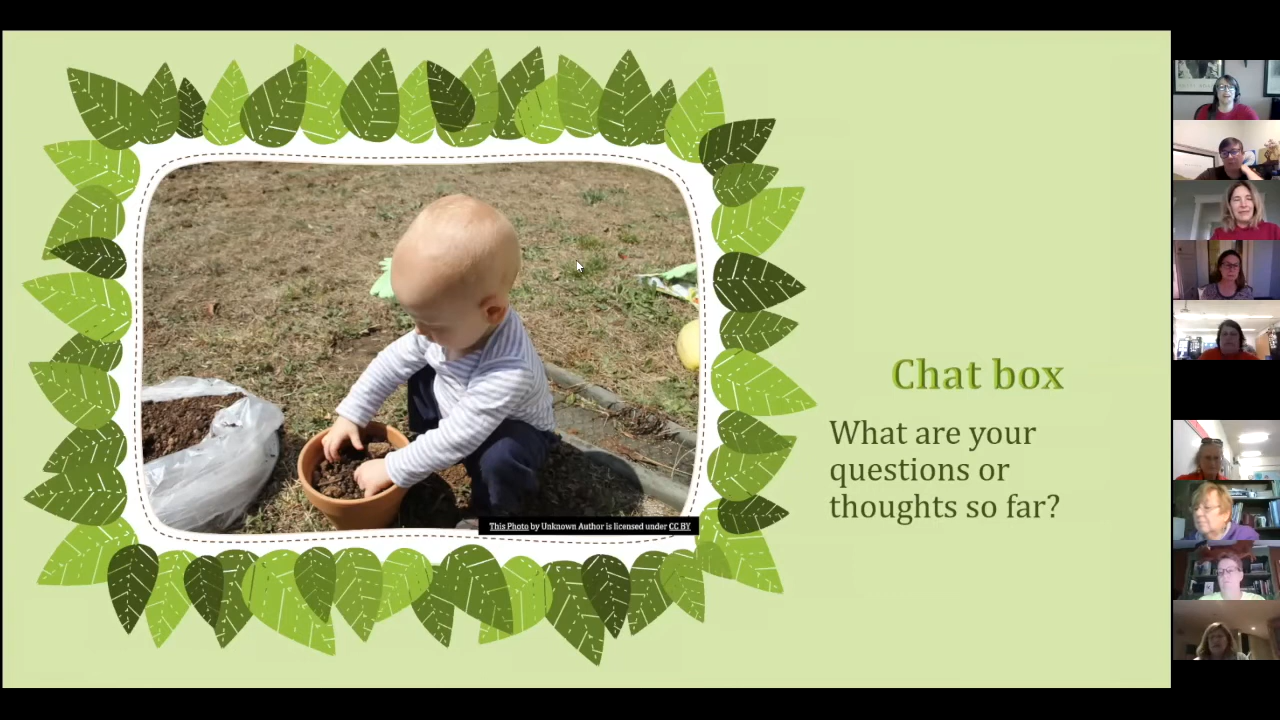 Chat box
What are your
questions or
thoughts so far?
This Photo by Unknown Author is licensed under CC BY